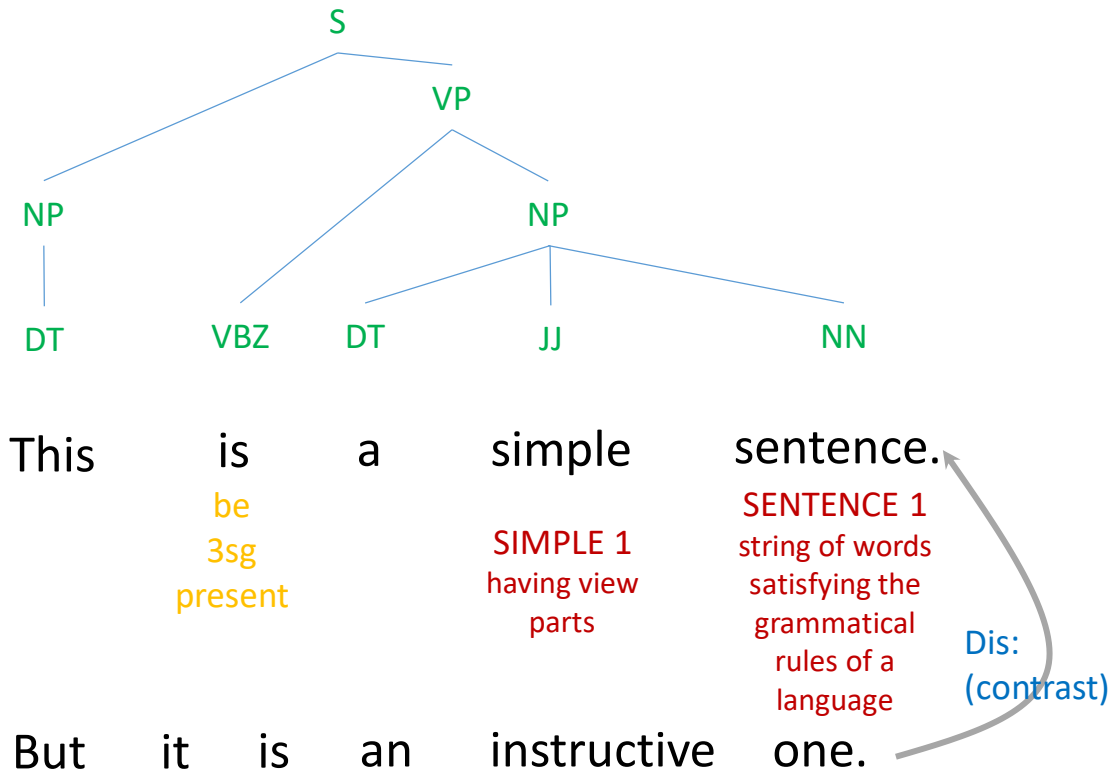 S
VP
NP NP
DT VBZ DT JJ NN
This is a simple sentence.
be
3sg
present
SIMPLE 1
having view
parts
SENTENCE 1
string of words
satisfying the
grammatical
rules of a
language
Dis:
(contrast)
But it is an instructive one.